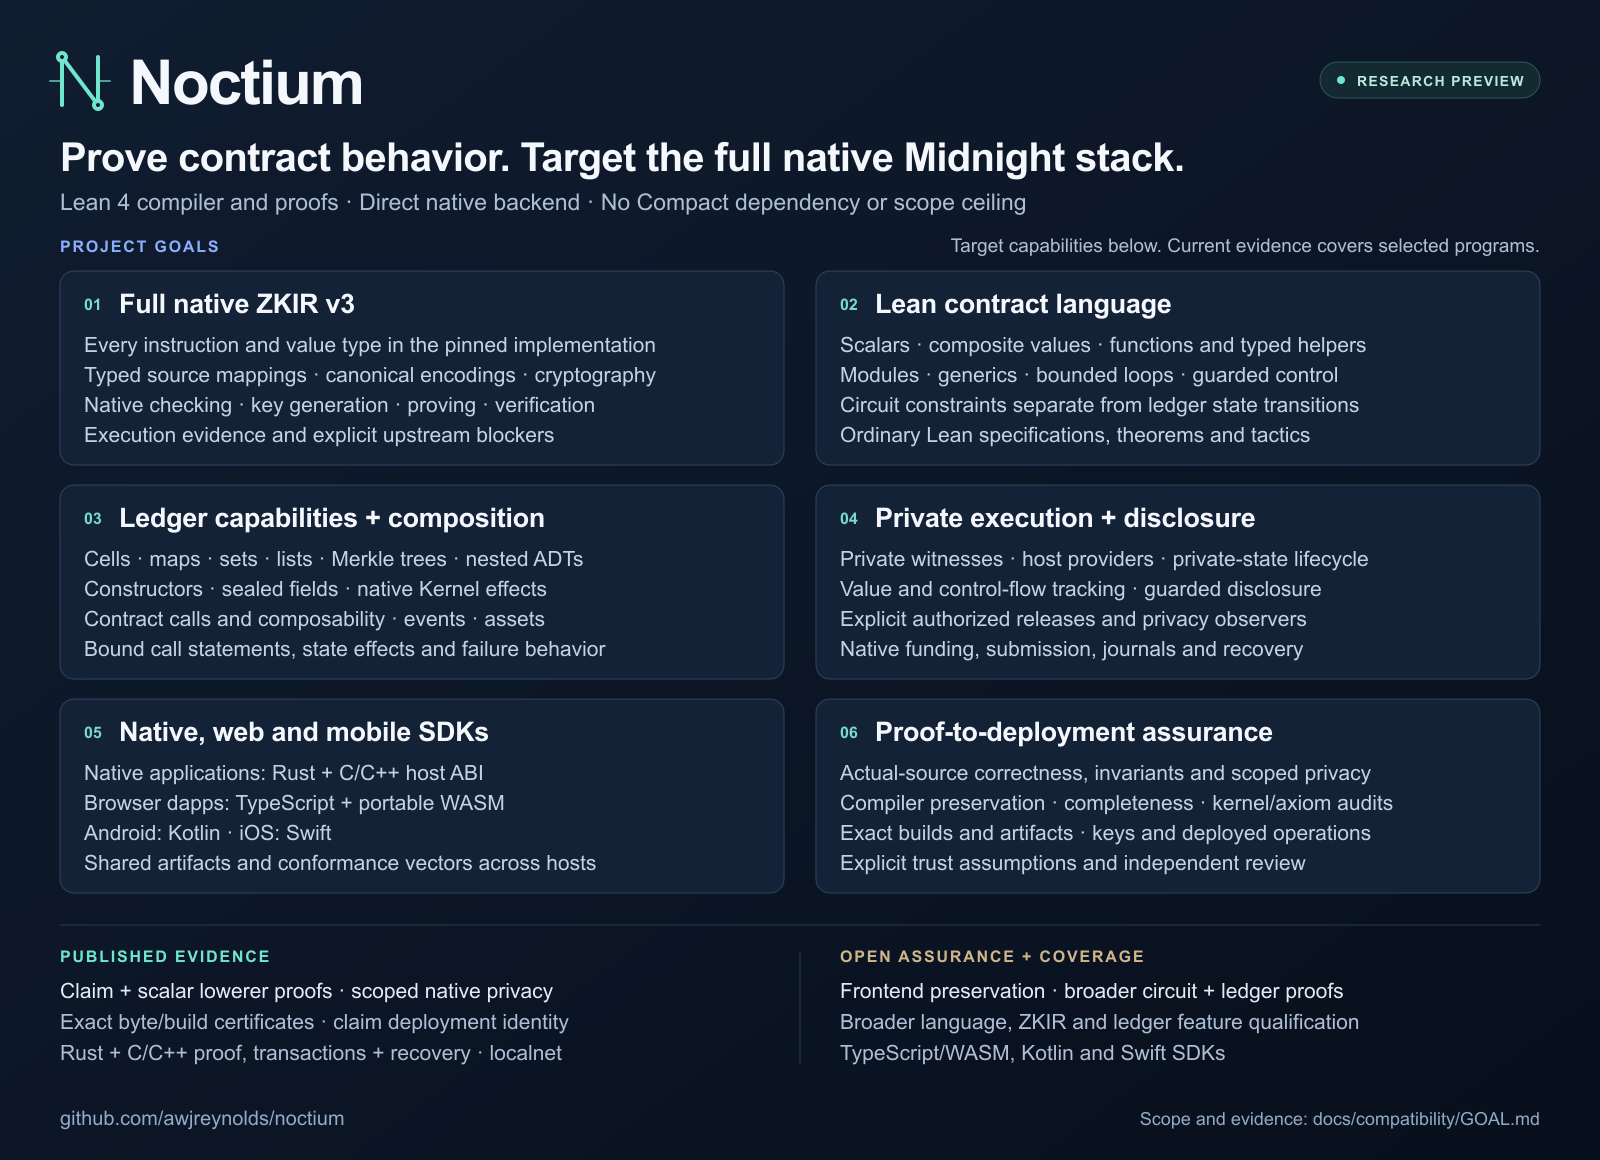 Noctium
RESEARCH PREVIEW
Prove contract behavior. Target the full native Midnight stack.
Lean 4 compiler and proofs · Direct native backend · No Compact dependency or scope ceiling
PROJECT GOALS
Target capabilities below. Current evidence covers selected programs.
01 Full native ZKIR v3
Every instruction and value type in the pinned implementation
Typed source mappings · canonical encodings · cryptography
Native checking · key generation · proving · verification
Execution evidence and explicit upstream blockers
02 Lean contract language
Scalars · composite values · functions and typed helpers
Modules · generics · bounded loops · guarded control
Circuit constraints separate from ledger state transitions
Ordinary Lean specifications, theorems and tactics
03 Ledger capabilities + composition
Cells · maps · sets · lists · Merkle trees · nested ADTs
Constructors · sealed fields · native Kernel effects
Contract calls and composability · events · assets
Bound call statements, state effects and failure behavior
04 Private execution + disclosure
Private witnesses · host providers · private-state lifecycle
Value and control-flow tracking · guarded disclosure
Explicit authorized releases and privacy observers
Native funding, submission, journals and recovery
05 Native, web and mobile SDKs
Native applications: Rust + C/C++ host ABI
Browser dapps: TypeScript + portable WASM
Android: Kotlin · iOS: Swift
Shared artifacts and conformance vectors across hosts
06 Proof-to-deployment assurance
Actual-source correctness, invariants and scoped privacy
Compiler preservation · completeness · kernel/axiom audits
Exact builds and artifacts · keys and deployed operations
Explicit trust assumptions and independent review
PUBLISHED EVIDENCE
Claim + scalar lowerer proofs · scoped native privacy
Exact byte/build certificates · claim deployment identity
Rust + C/C++ proof, transactions + recovery · localnet
OPEN ASSURANCE + COVERAGE
Frontend preservation · broader circuit + ledger proofs
Broader language, ZKIR and ledger feature qualification
TypeScript/WASM, Kotlin and Swift SDKs
github.com/awjreynolds/noctium
Scope and evidence: docs/compatibility/GOAL.md